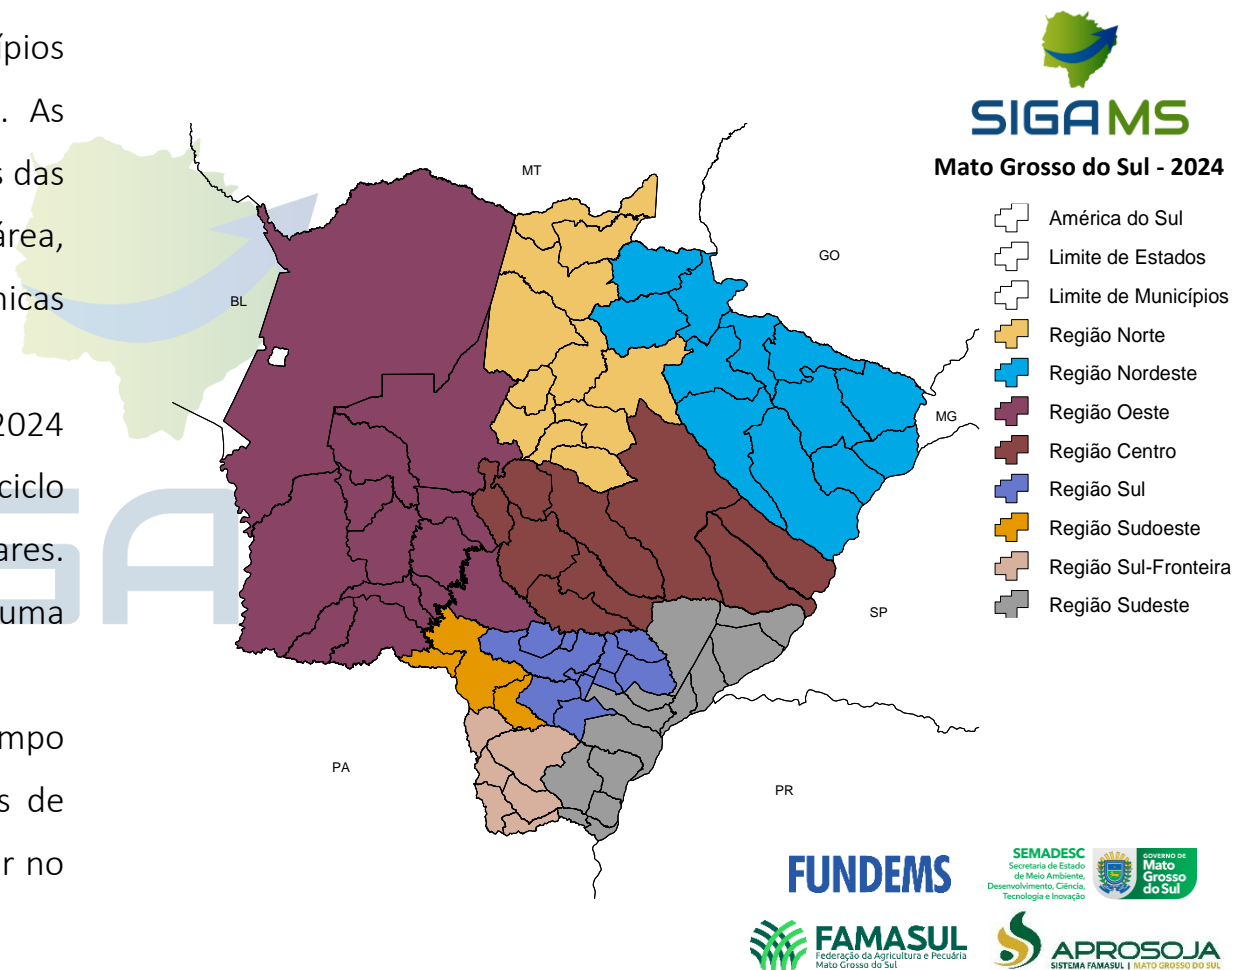 ípios
. As
s das
área,
nicas
2024
ciclo
ares.
uma
mpo
s de
r no
SIGAMS
Mato Grosso do Sul - 2024
América do Sul
Limite de Estados
Limite de Municípios
Região Norte
Região Nordeste
Região Oeste
Região Centro
Região Sul
Região Sudoeste
Região Sul-Fronteira
Região Sudeste
MT
GO
BL
MG
SP
PA
PR
GA
FUNDEMS
SEMADESC
Secretaria de Estado
de Meio Ambiente,
Desenvolvimento, Ciência,
Tecnologia e Inovação
GOVERNO DE
Mato
Grosso
do Sul
FAMASUL
Federação da Agricultura e Pecuária
Mato Grosso do Sul
APROSOJA
SISTEMA FAMASUL | MATO GROSSO DO SUL